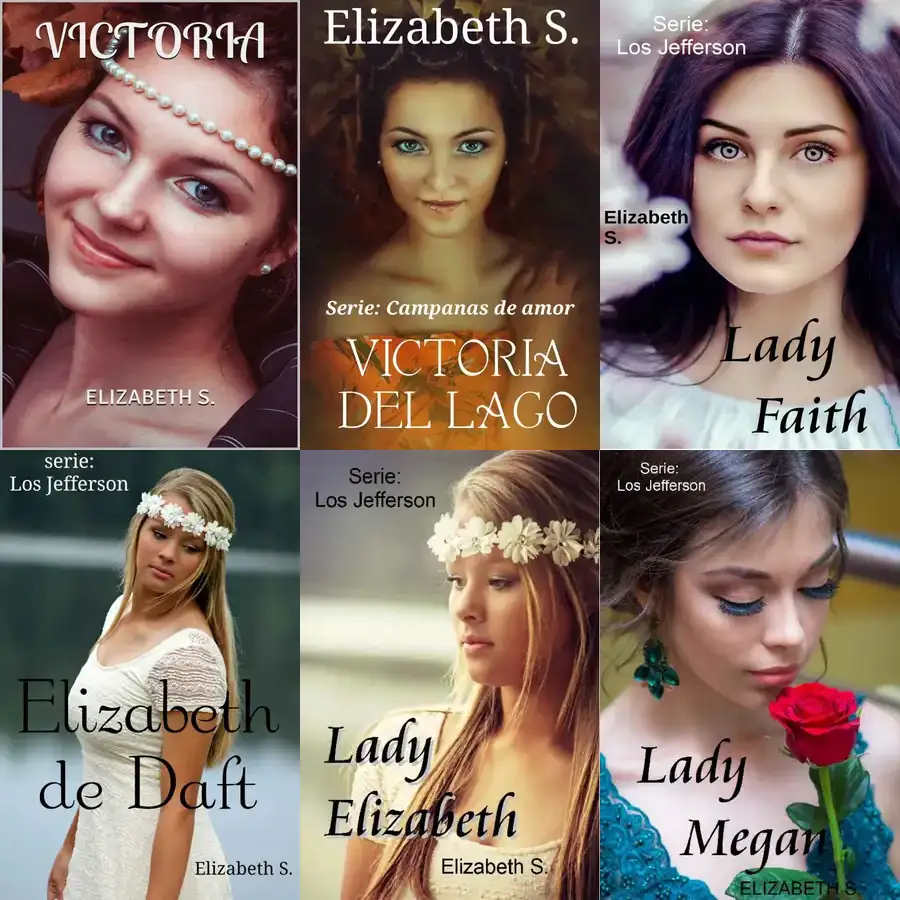 VICTORIA
ELIZABETH S.
Elizabeth S.
Serie: Campanas de amor
VICTORIA
DEL LAGO
Serie:
Los Jefferson
Elizabeth
S.
Lady
Faith
serie:
Los Jefferson
Elizabeth
de Daft
Elizabeth S.
Serie:
Los Jefferson
Lady
Elizabeth
Elizabeth S.
Serie:
Los Jefferson
Lady
Megan
ELIZABETH S.